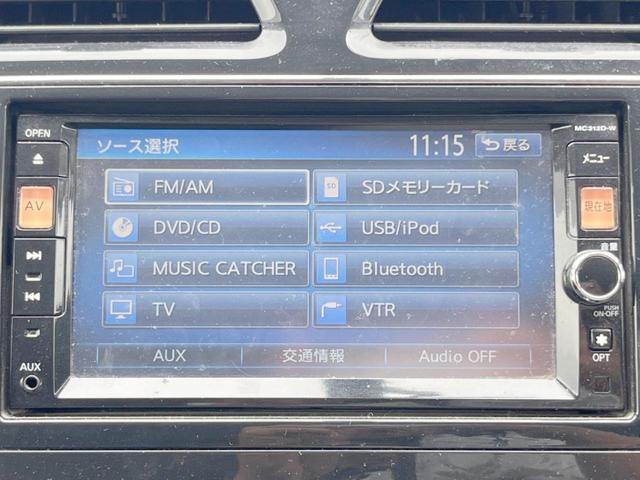 OPEN
MC312D-W
ソース選択 11:15 戻る
メニュー
FM/AM SD SDメモリーカード
AV
現在地
DVD/CD USB/iPod
音量
MUSIC CATCHER Bluetooth
TV VTR
PUSH
ON-OFF
AUX 交通情報 Audio OFF
AUX
OPT